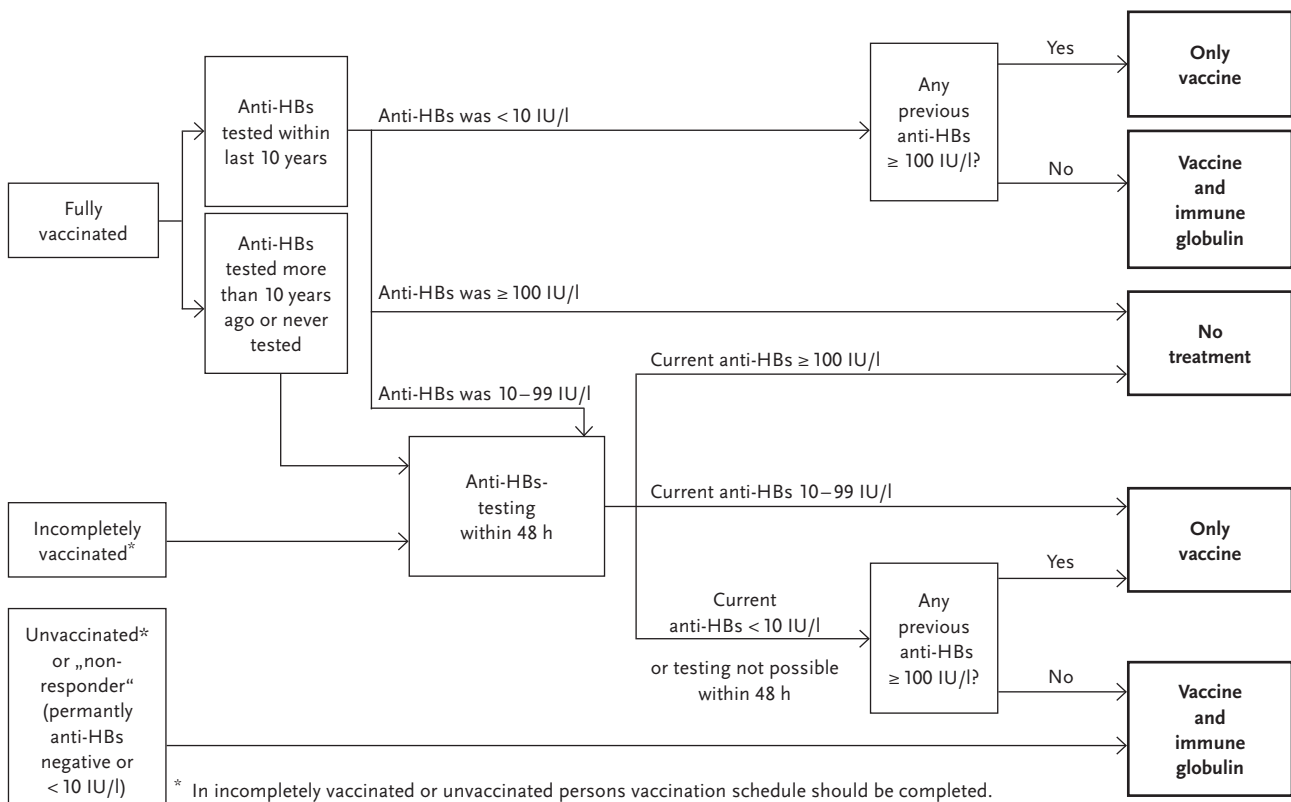 Fully
vaccinated
Anti-HBs
tested within
last 10 years
Anti-HBs
tested more
than 10 years
ago or never
tested
Anti-HBs was < 10 IU/l
Any
previous
anti-HBs
≥ 100 IU/l?
Yes
Only
vaccine
No
Vaccine
and
immune
globulin
Anti-HBs was ≥ 100 IU/l
No
treatment
Anti-HBs was 10–99 IU/l
Current anti-HBs ≥ 100 IU/l
Incompletely
vaccinated*
Anti-HBs-
testing
within 48 h
Current anti-HBs 10–99 IU/l
Only
vaccine
Current
anti-HBs < 10 IU/l
or testing not possible
within 48 h
Any
previous
anti-HBs
≥ 100 IU/l?
Yes
No
Unvaccinated*
or „non-
responder“
(permantly
anti-HBs
negative or
< 10 IU/l)
Vaccine
and
immune
globulin
* In incompletely vaccinated or unvaccinated persons vaccination schedule should be completed.